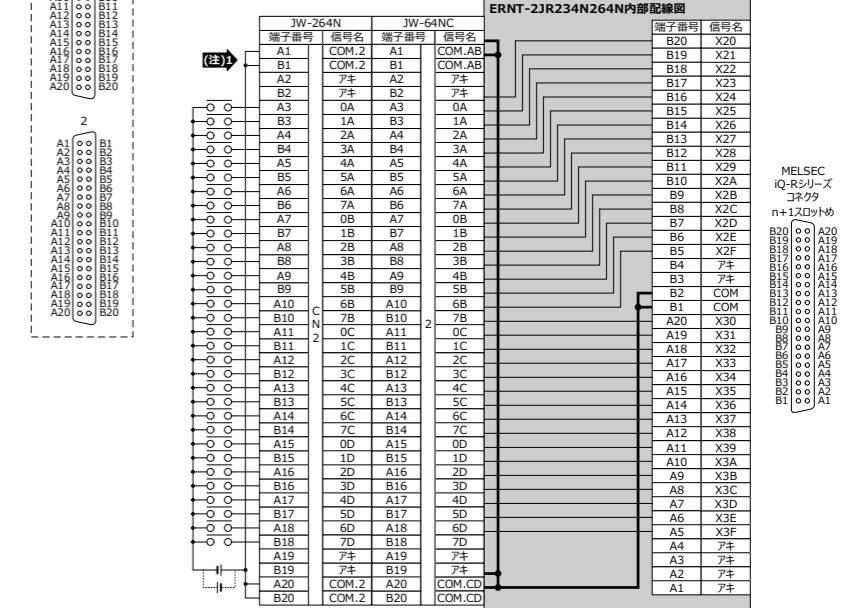 ERNT-2JR234N264N内部配線図
A11 B11
A12 B12
A13 B13
A14 B14
A15 B15
A16 B16
A17 B17
A18 B18
A19 B19
A20 B20
2
A1 B1
A2 B2
A3 B3
A4 B4
A5 B5
A6 B6
A7 B7
A8 B8
A9 B9
A10 B10
A11 B11
A12 B12
A13 B13
A14 B14
A15 B15
A16 B16
A17 B17
A18 B18
A19 B19
A20 B20
(注)1
JW-264N JW-64NC
端子番号 信号名 端子番号 信号名
A1 COM.2 A1 COM.AB
B1 COM.2 B1 COM.AB
A2 アキ A2 アキ
B2 アキ B2 アキ
A3 0A A3 0A
B3 1A B3 1A
A4 2A A4 2A
B4 3A B4 3A
A5 4A A5 4A
B5 5A B5 5A
A6 6A A6 6A
B6 7A B6 7A
A7 0B A7 0B
B7 1B B7 1B
A8 2B A8 2B
B8 3B B8 3B
A9 4B A9 4B
B9 5B B9 5B
A10 6B A10 6B
B10 7B B10 7B
A11 0C A11 0C
B11 1C B11 1C
A12 2C A12 2C
B12 3C B12 3C
A13 4C A13 4C
B13 5C B13 5C
A14 6C A14 6C
B14 7C B14 7C
A15 0D A15 0D
B15 1D B15 1D
A16 2D A16 2D
B16 3D B16 3D
A17 4D A17 4D
B17 5D B17 5D
A18 6D A18 6D
B18 7D B18 7D
A19 アキ A19 アキ
B19 アキ B19 アキ
A20 COM.2 A20 COM.CD
B20 COM.2 B20 COM.CD
CN2
2
端子番号 信号名
B20 X20
B19 X21
B18 X22
B17 X23
B16 X24
B15 X25
B14 X26
B13 X27
B12 X28
B11 X29
B10 X2A
B9 X2B
B8 X2C
B7 X2D
B6 X2E
B5 X2F
B4 アキ
B3 アキ
B2 COM
B1 COM
A20 X30
A19 X31
A18 X32
A17 X33
A16 X34
A15 X35
A14 X36
A13 X37
A12 X38
A11 X39
A10 X3A
A9 X3B
A8 X3C
A7 X3D
A6 X3E
A5 X3F
A4 アキ
A3 アキ
A2 アキ
A1 アキ
MELSEC
iQ-Rシリーズ
コネクタ
n+1スロットめ
B20 A20
B19 A19
B18 A18
B17 A17
B16 A16
B15 A15
B14 A14
B13 A13
B12 A12
B11 A11
B10 A10
B9 A9
B8 A8
B7 A7
B6 A6
B5 A5
B4 A4
B3 A3
B2 A2
B1 A1